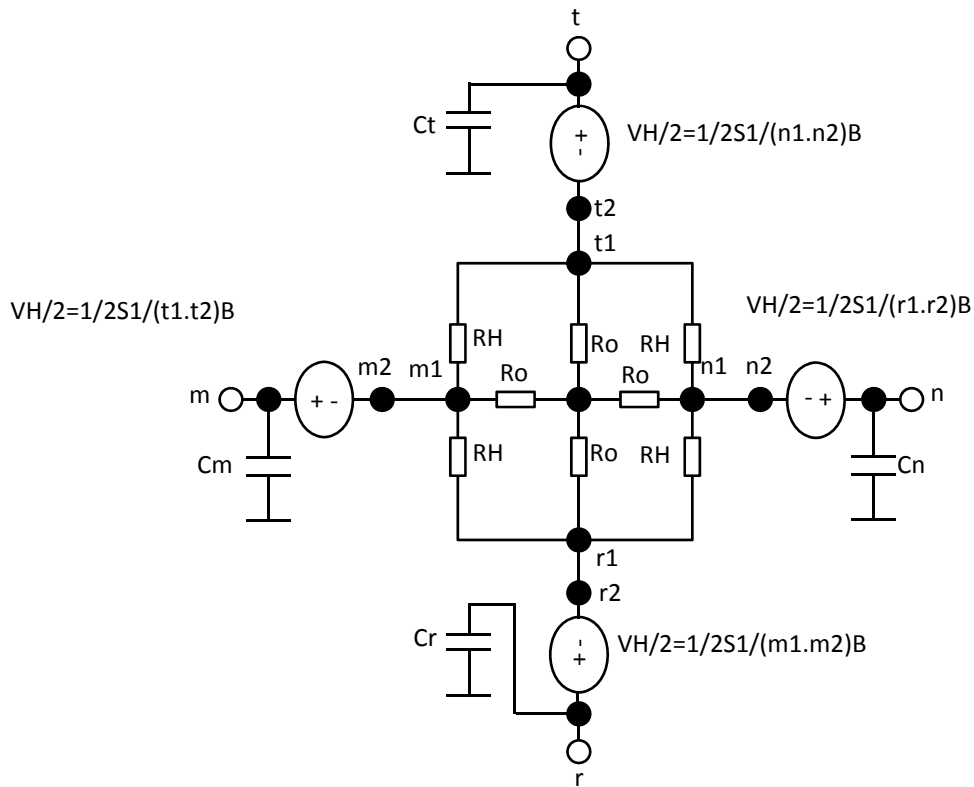 t
Ct
+
-
VH/2=1/2S1/(n1.n2)B
t2
t1
VH/2=1/2S1/(t1.t2)B
VH/2=1/2S1/(r1.r2)B
RH
Ro
RH
m
+ -
m2
m1
Ro
Ro
n1
n2
- +
n
Cm
RH
Ro
RH
Cn
r1
r2
Cr
-
+
VH/2=1/2S1/(m1.m2)B
r